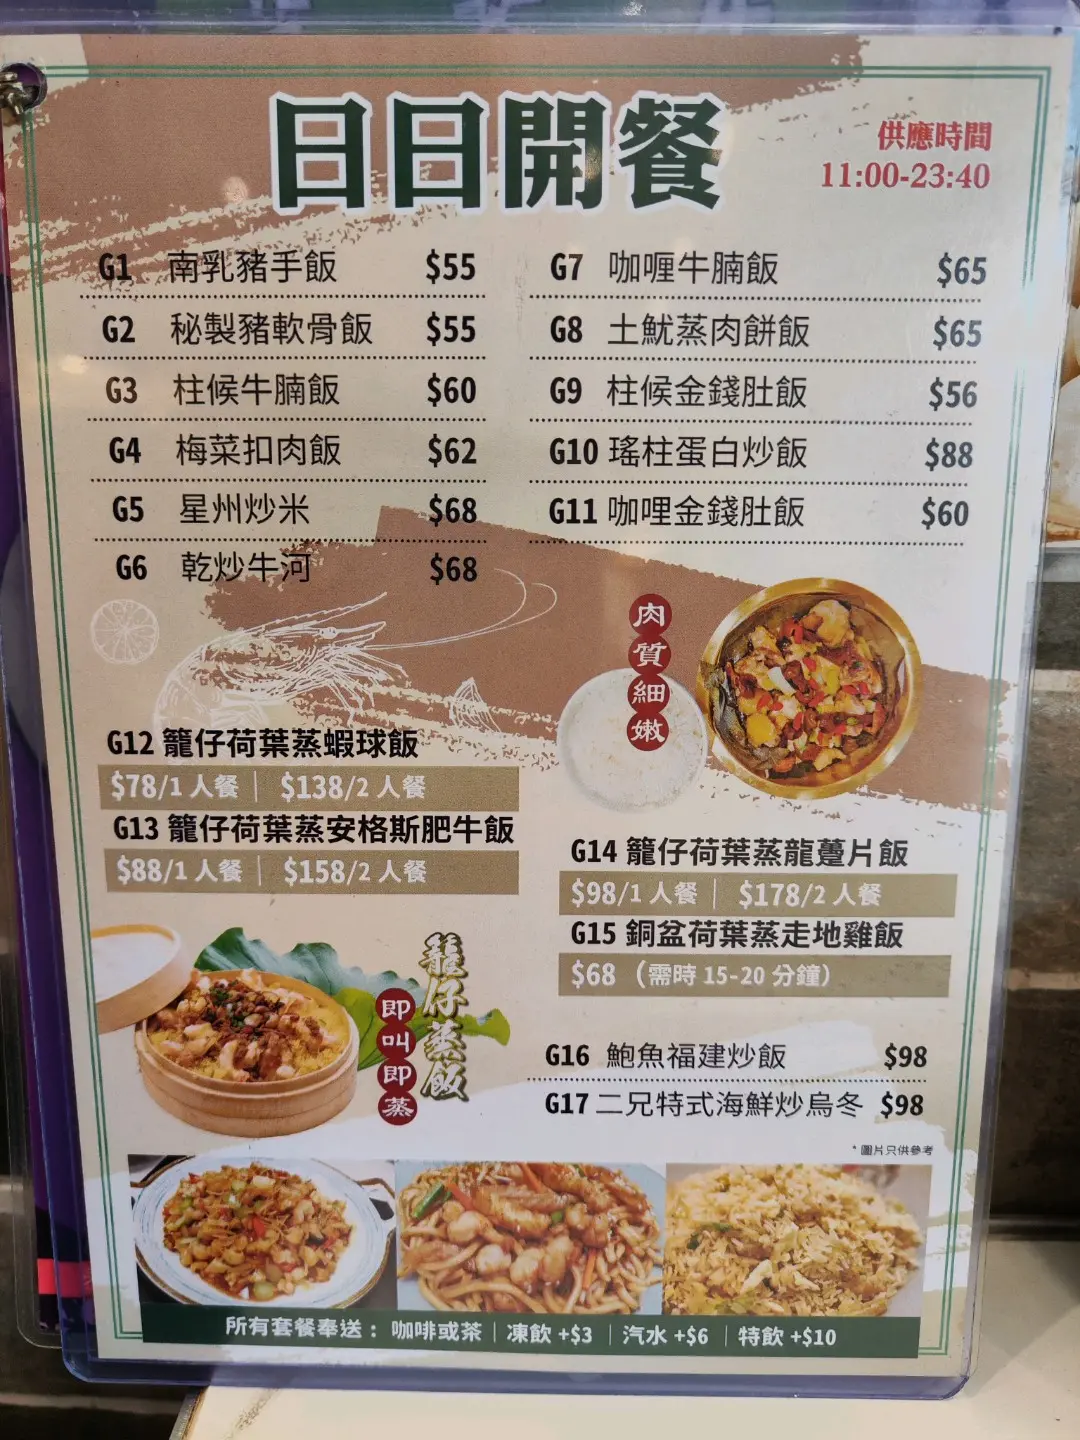 日日開餐
供應時間
11:00-23:40
G1 南乳豬手飯 $55
G2 秘製豬軟骨飯 $55
G3 柱候牛腩飯 $60
G4 梅菜扣肉飯 $62
G5 星州炒米 $68
G6 乾炒牛河 $68
G7 咖喱牛腩飯 $65
G8 土魷蒸肉餅飯 $65
G9 柱候金錢肚飯 $56
G10 瑤柱蛋白炒飯 $88
G11 咖哩金錢肚飯 $60
肉質細嫩
G12 籠仔荷葉蒸蝦球飯
$78/1 人餐 | $138/2 人餐
G13 籠仔荷葉蒸安格斯肥牛飯
$88/1 人餐 | $158/2 人餐
G14 籠仔荷葉蒸龍躉片飯
$98/1 人餐 | $178/2 人餐
G15 銅盆荷葉蒸走地雞飯
$68 （需時 15-20 分鐘）
籠仔蒸飯
即叫即蒸
G16 鮑魚福建炒飯 $98
G17 二兄特式海鮮炒烏冬 $98
* 圖片只供參考
所有套餐奉送： 咖啡或茶 | 凍飲 +$3 | 汽水 +$6 | 特飲 +$10